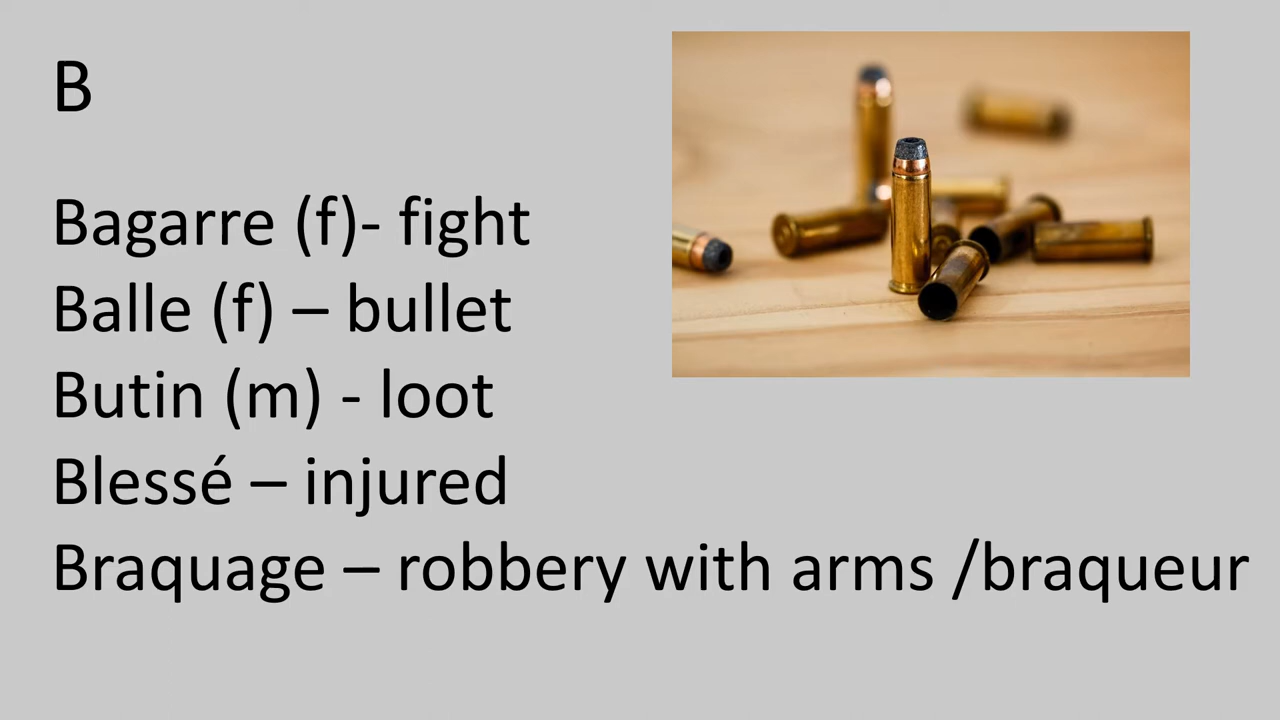 B
Bagarre (f)- fight
Balle (f) – bullet
Butin (m) - loot
Blessé – injured
Braquage – robbery with arms /braqueur